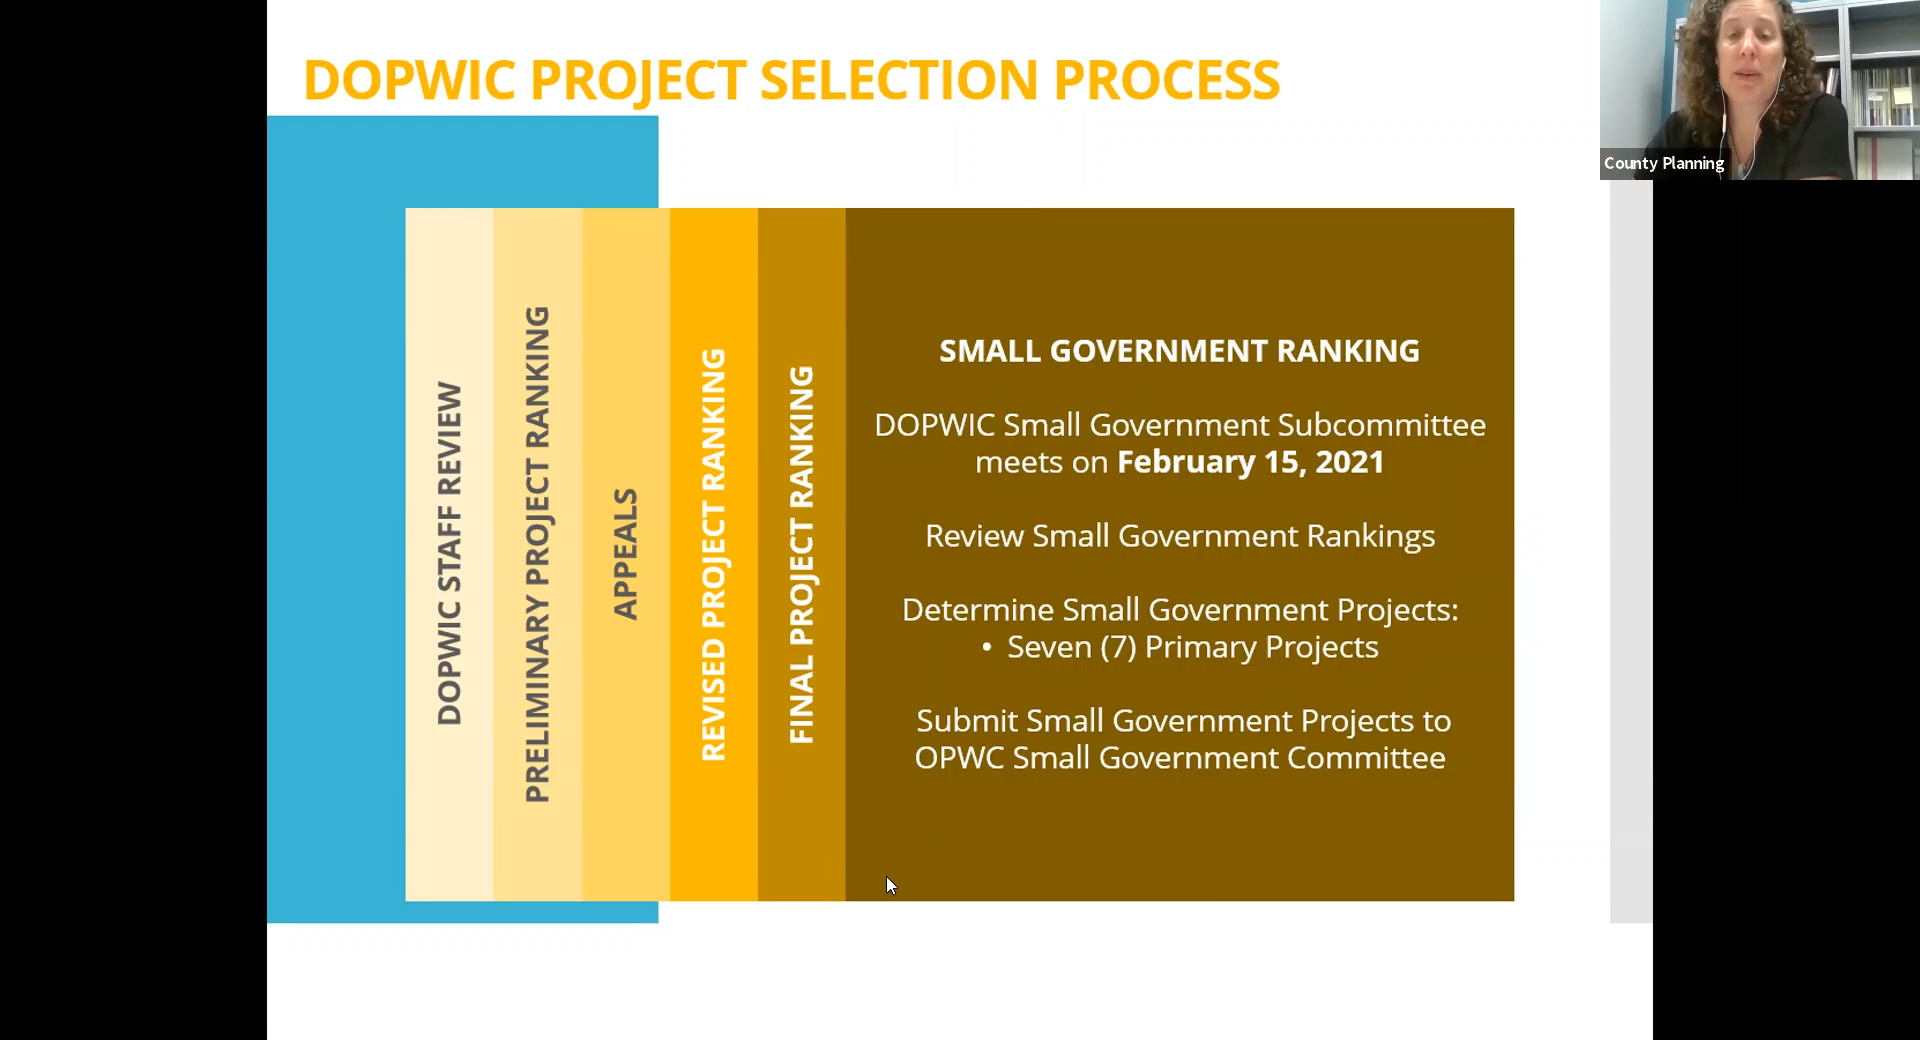 DOPWIC PROJECT SELECTION PROCESS
County Planning
DOPWIC STAFF REVIEW
PRELIMINARY PROJECT RANKING
APPEALS
REVISED PROJECT RANKING
FINAL PROJECT RANKING
SMALL GOVERNMENT RANKING
DOPWIC Small Government Subcommittee
meets on February 15, 2021
Review Small Government Rankings
Determine Small Government Projects:
• Seven (7) Primary Projects
Submit Small Government Projects to
OPWC Small Government Committee